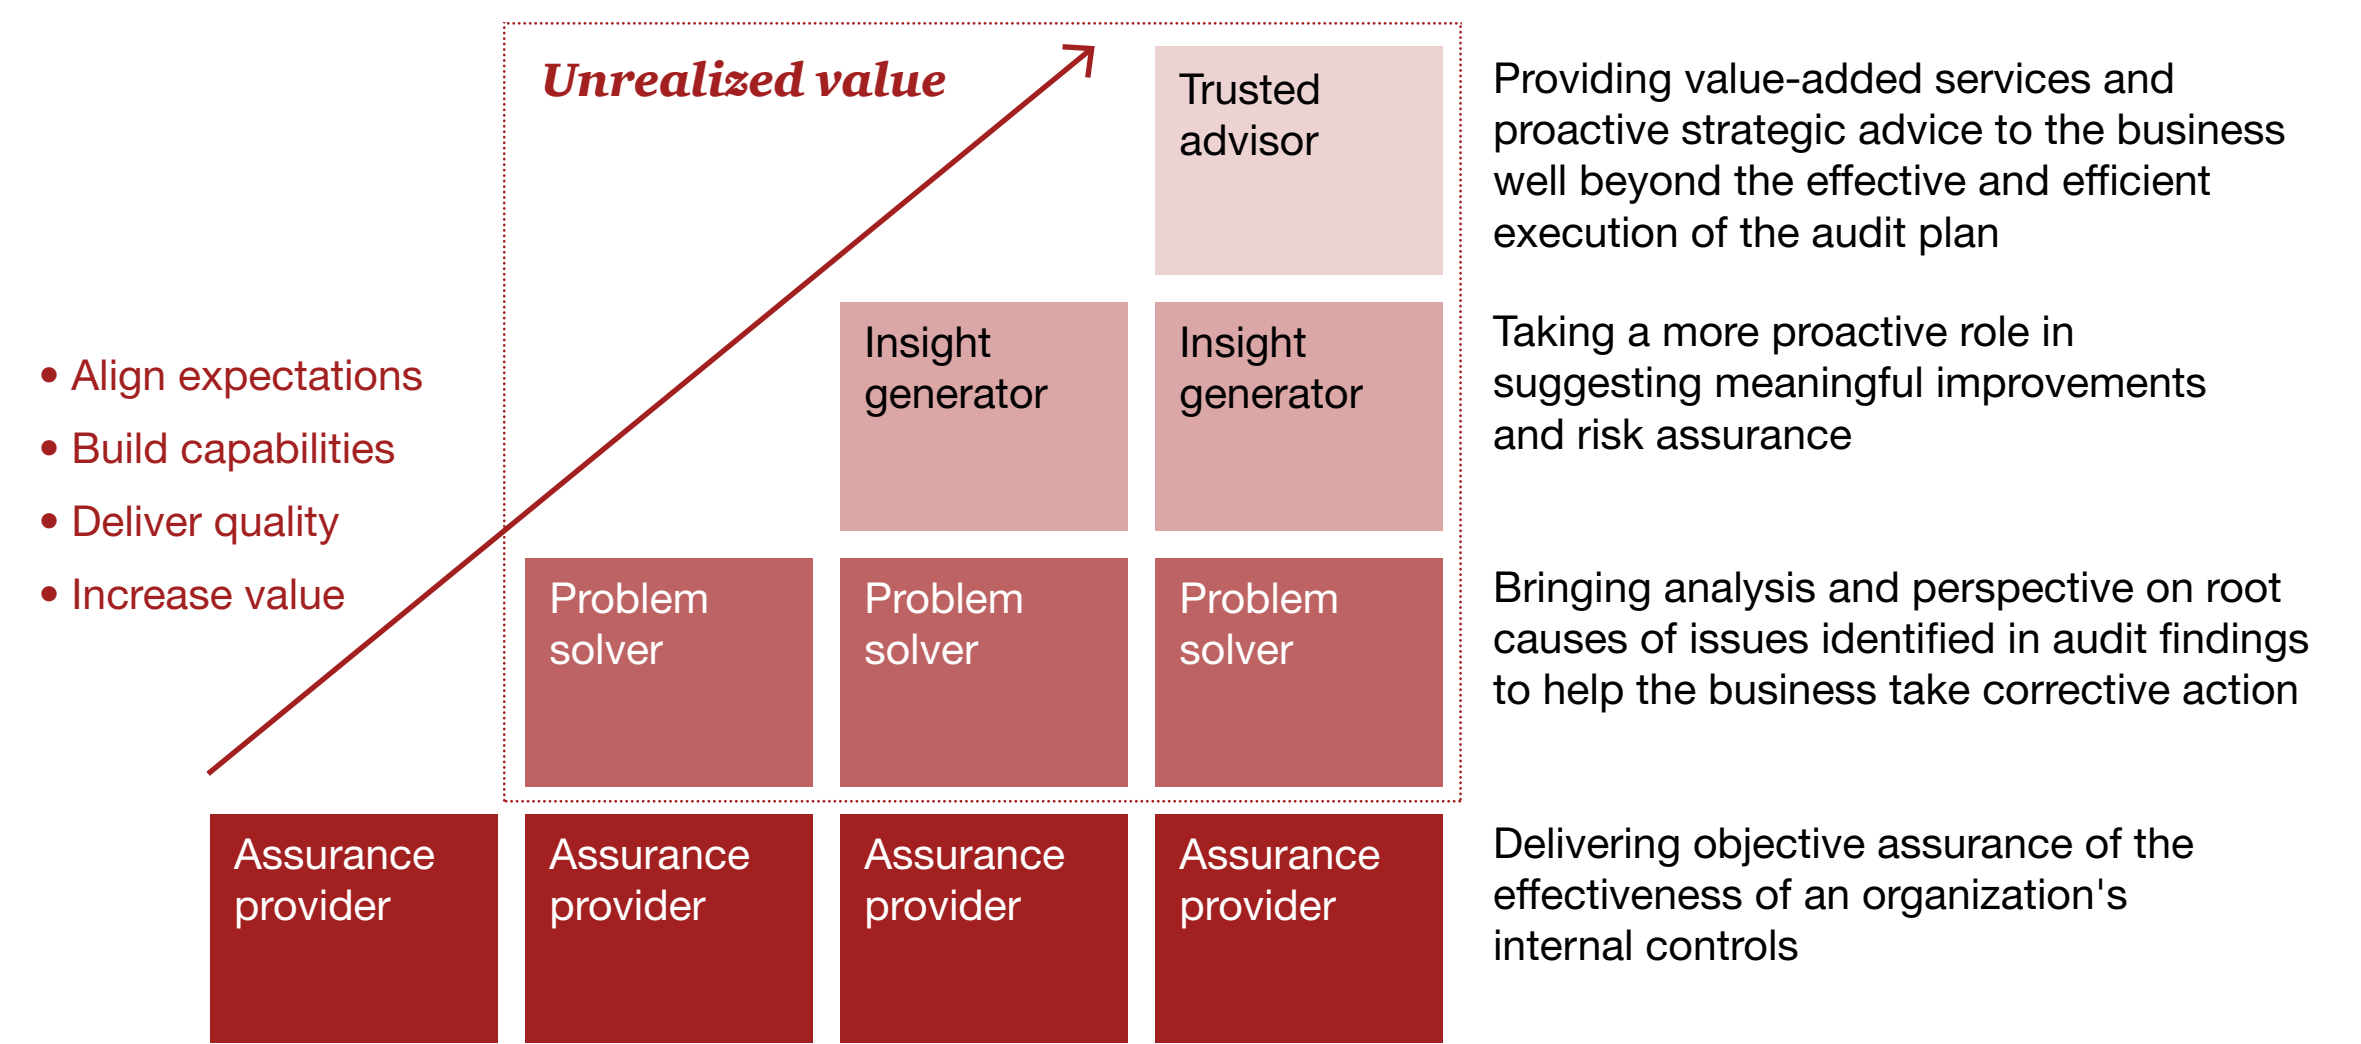 Unrealized value
Trusted
advisor
Providing value-added services and
proactive strategic advice to the business
well beyond the effective and efficient
execution of the audit plan
• Align expectations
• Build capabilities
• Deliver quality
• Increase value
Insight
generator
Insight
generator
Taking a more proactive role in
suggesting meaningful improvements
and risk assurance
Problem
solver
Problem
solver
Problem
solver
Bringing analysis and perspective on root
causes of issues identified in audit findings
to help the business take corrective action
Assurance
provider
Assurance
provider
Assurance
provider
Assurance
provider
Delivering objective assurance of the
effectiveness of an organization's
internal controls